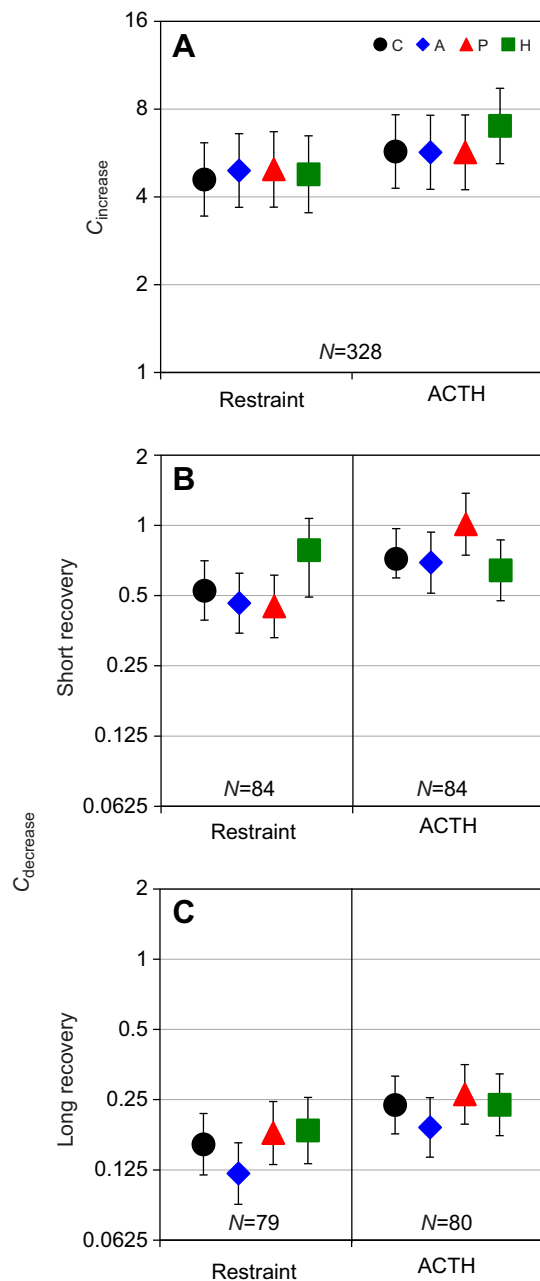 A
C A P H
16
8
4
2
1
Cincrease
N=328
Restraint ACTH
B
2
1
0.5
0.25
0.125
0.0625
Short recovery
N=84 N=84
Restraint ACTH
Cdecrease
C
2
1
0.5
0.25
0.125
0.0625
Long recovery
N=79 N=80
Restraint ACTH